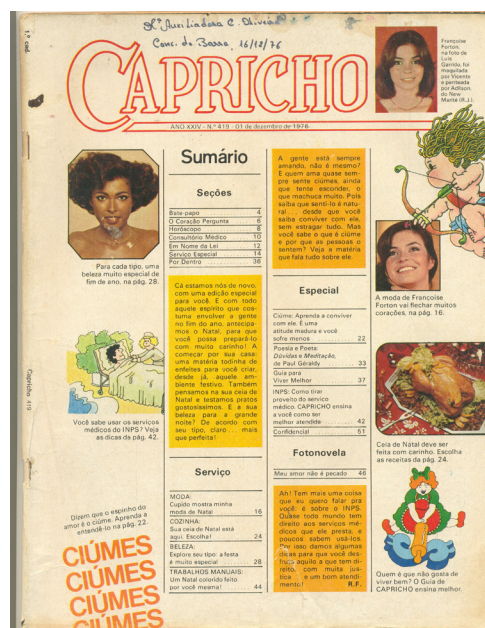 Mª Auxiliadora C. Oliveira
Conc. da Barra, 16/12/76
1.ª cad.
CAPRICHO
ANO XXIV - N.º 419 - 01 de dezembro de 1976
Françoise
Forton,
na foto de
Luis
Garrido, foi
maquilada
por Vicente
e penteada
por Adilson,
do New
Marisa (R.J.).
Para cada tipo, uma
beleza muito especial de
fim de ano, na pág. 28.
Você sabe usar os serviços
médicos do INPS? Veja
as dicas da pág. 42.
Capricho 419
Dizem que o espinho do
amor é o ciúme. Aprenda a
entendê-lo na pág. 22.
CIÚMES
CIÚMES
CIÚMES
CIÚMES
Sumário
Seções
Bate-papo 4
O Coração Pergunta 6
Horóscopo 8
Consultório Médico 10
Em Nome da Lei 12
Serviço Especial 14
Por Dentro 36
Cá estamos nós de novo,
com uma edição especial
para você. E com todo
aquele espírito que cos-
tuma envolver a gente
no fim do ano, antecipa-
mos o Natal, para que
você possa prepará-lo
com muito carinho! A
começar por sua casa:
uma matéria todinha de
enfeites para você criar,
desde já, aquele am-
biente festivo. Também
pensamos na sua ceia de
Natal e testamos pratos
gostosíssimos. E a sua
beleza para a grande
noite? De acordo com
seu tipo, claro... mais
que perfeita!
Serviço
MODA:
Cupido mostra minha
moda de Natal 16
COZINHA:
Sua ceia de Natal está
aqui. Escolha! 24
BELEZA:
Explore seu tipo: a festa
é muito especial 28
TRABALHOS MANUAIS:
Um Natal colorido feito
por você mesma! 44
A gente está sempre
amando, não é mesmo?
E quem ama quase sem-
pre sente ciúmes, ainda
que tente esconder, o
que machuca muito. Pois
saiba que senti-lo é natu-
ral... desde que você
saiba conviver com ele,
sem estragar tudo. Mas
você sabe o que é ciúme
e por que as pessoas o
sentem? Veja a matéria
que fala tudo sobre ele.
Especial
Ciúme: Aprenda a conviver
com ele. É uma
atitude madura e você
sofre menos 22
Poesia e Poeta:
Dúvidas e Meditação,
de Paul Géraldy 33
Guia para
Viver Melhor 37
INPS: Como tirar
proveito do serviço
médico. CAPRICHO ensina
a você como ser
melhor atendida 42
Confidencial 51
Fotonovela
Meu amor não é pecado 46
Ah! Tem mais uma coisa
que eu quero falar pra
você: é sobre o INPS.
Quase todo mundo tem
direito aos serviços mé-
dicos que ele presta, e
poucos sabem usá-los.
Por isso damos algumas
dicas para que você des-
frute aquilo a que tem di-
reito, com muita jus-
tiça... e um bom atendi-
mento! R.F.
A moda de Françoise
Forton vai flechar muitos
corações, na pág. 16.
Ceia de Natal deve ser
feita com carinho. Escolha
as receitas da pág. 24.
Quem é que não gosta de
viver bem? O Guia de
CAPRICHO ensina melhor.